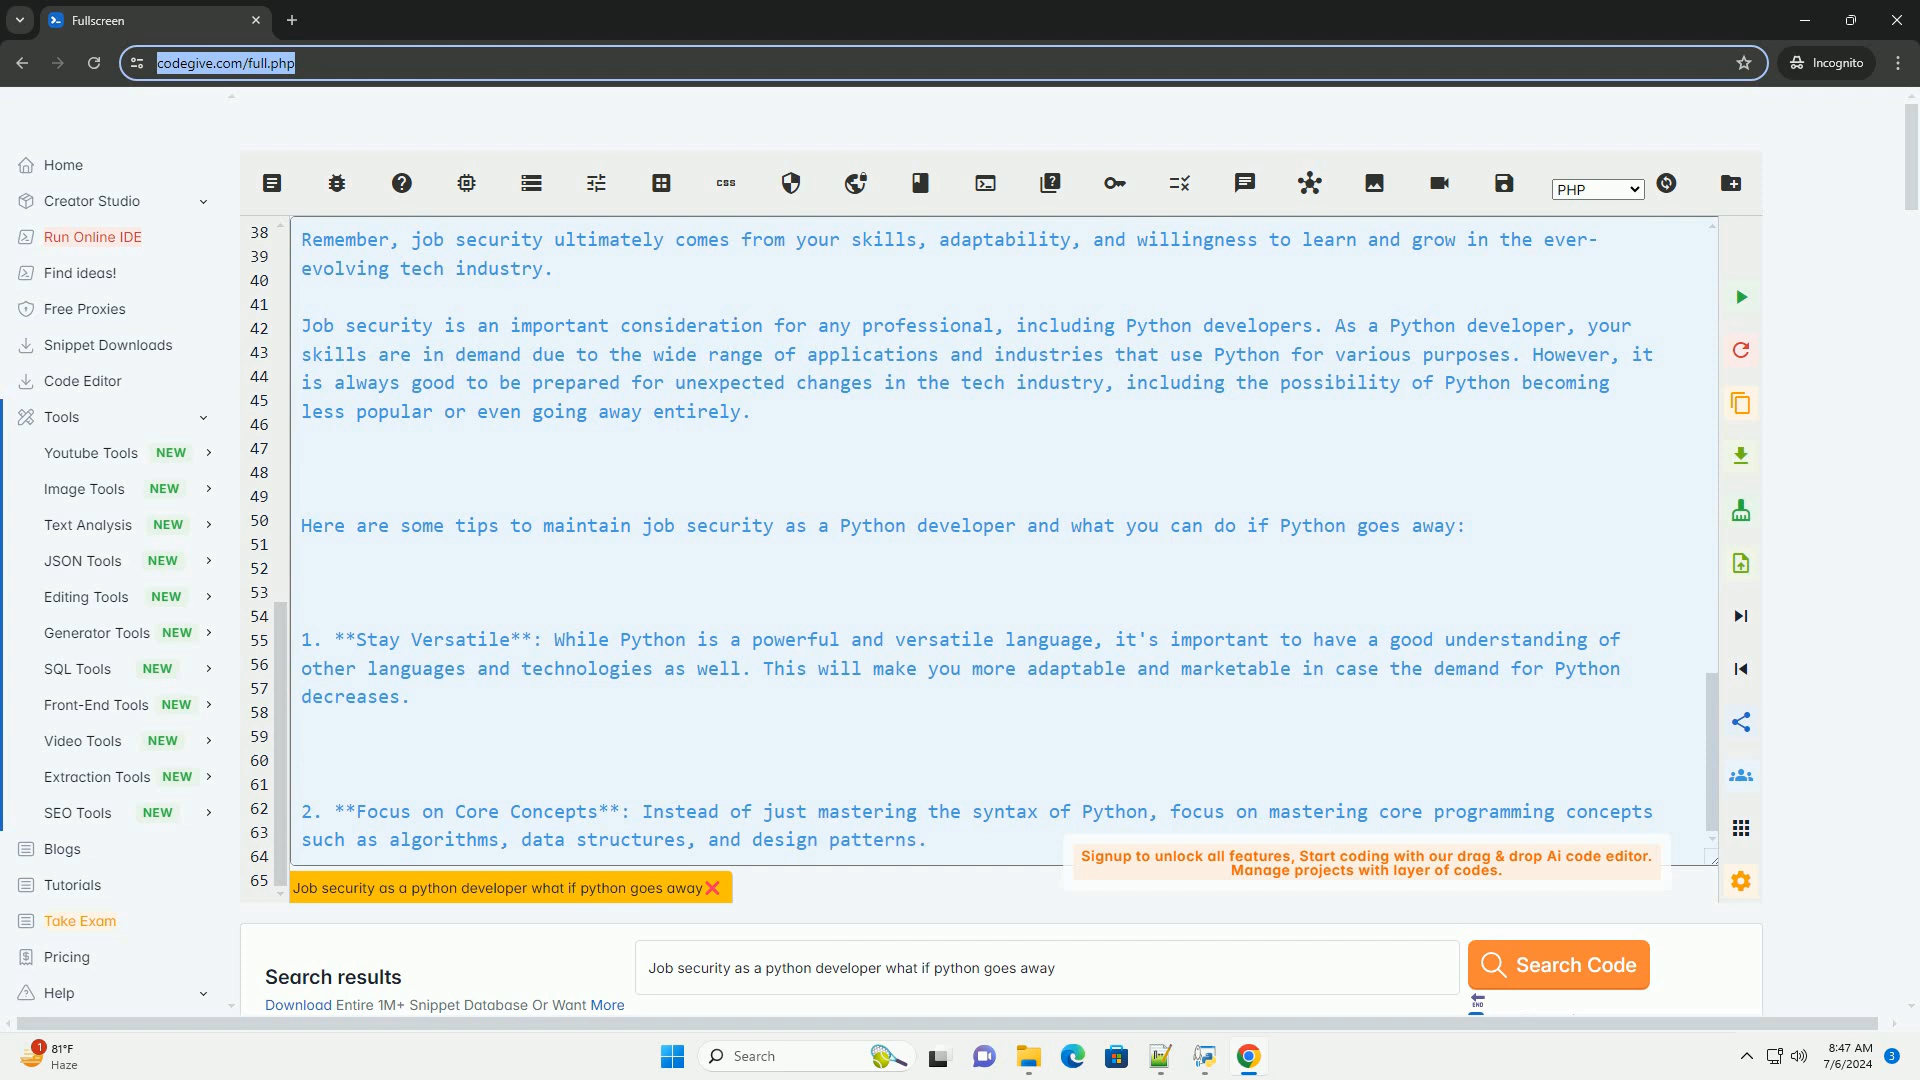 Fullscreen
codegive.com/full.php
Incognito
Home
Creator Studio
Run Online IDE
Find ideas!
Free Proxies
Snippet Downloads
Code Editor
Tools
Youtube Tools NEW
Image Tools NEW
Text Analysis NEW
JSON Tools NEW
Editing Tools NEW
Generator Tools NEW
SQL Tools NEW
Front-End Tools NEW
Video Tools NEW
Extraction Tools NEW
SEO Tools NEW
Blogs
Tutorials
Take Exam
Pricing
Help
css
PHP
38
39
40
41
42
43
44
45
46
47
48
49
50
51
52
53
54
55
56
57
58
59
60
61
62
63
64
65
Remember, job security ultimately comes from your skills, adaptability, and willingness to learn and grow in the ever-
evolving tech industry.
Job security is an important consideration for any professional, including Python developers. As a Python developer, your
skills are in demand due to the wide range of applications and industries that use Python for various purposes. However, it
is always good to be prepared for unexpected changes in the tech industry, including the possibility of Python becoming
less popular or even going away entirely.
Here are some tips to maintain job security as a Python developer and what you can do if Python goes away:
1. **Stay Versatile**: While Python is a powerful and versatile language, it's important to have a good understanding of
other languages and technologies as well. This will make you more adaptable and marketable in case the demand for Python
decreases.
2. **Focus on Core Concepts**: Instead of just mastering the syntax of Python, focus on mastering core programming concepts
such as algorithms, data structures, and design patterns.
Signup to unlock all features, Start coding with our drag & drop Ai code editor.
Manage projects with layer of codes.
Job security as a python developer what if python goes away
Search results
Download Entire 1M+ Snippet Database Or Want More
Job security as a python developer what if python goes away
Search Code
END
1
81°F
Haze
Search
8:47 AM
7/6/2024
3